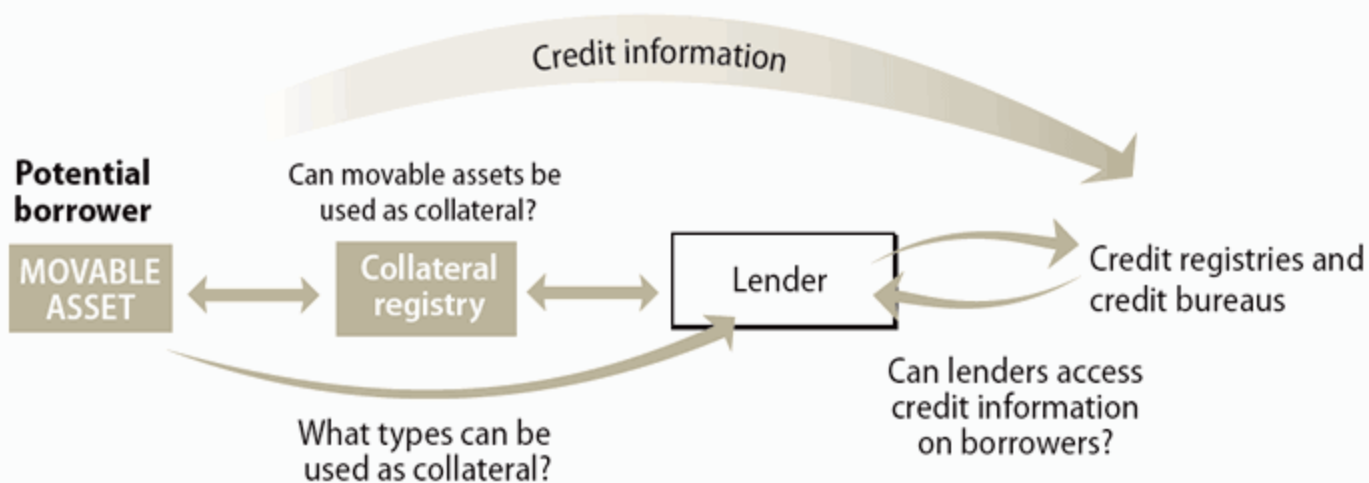 Credit information
Potential
borrower
Can movable assets be
used as collateral?
MOVABLE
ASSET
Collateral
registry
Lender
Credit registries and
credit bureaus
What types can be
used as collateral?
Can lenders access
credit information
on borrowers?